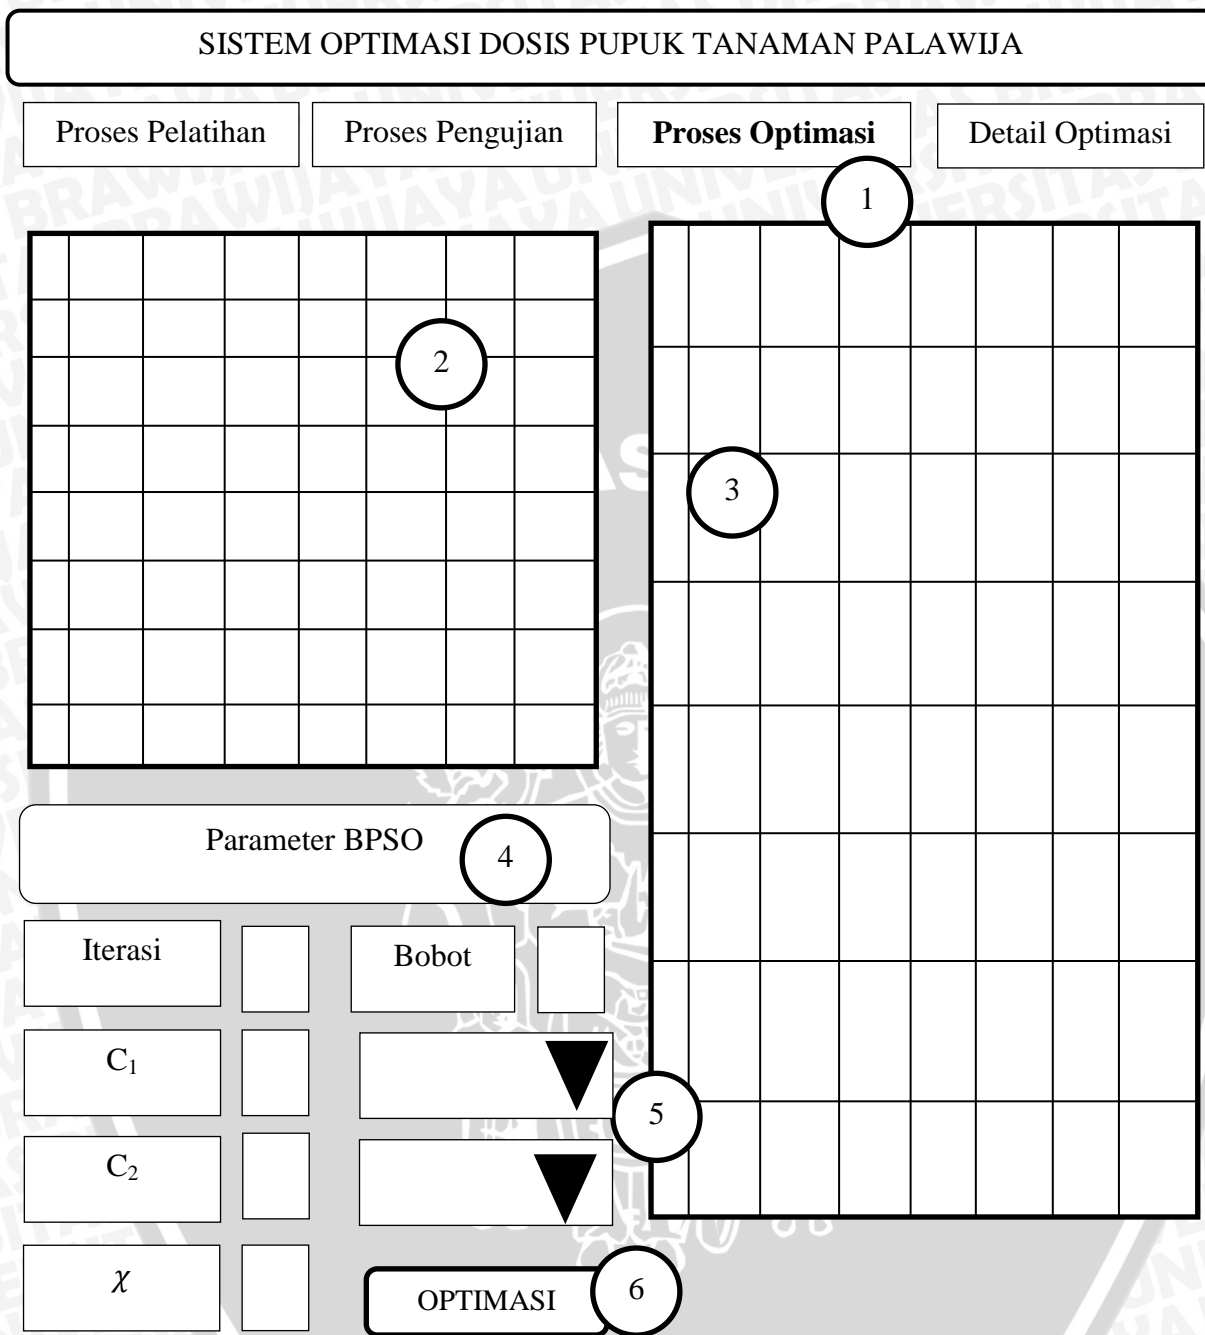 SISTEM OPTIMASI DOSIS PUPUK TANAMAN PALAWIJA
Proses Pelatihan Proses Pengujian Proses Optimasi Detail Optimasi
1
2
3
Parameter BPSO 4
Iterasi Bobot
C₁
5
C₂
χ
OPTIMASI 6